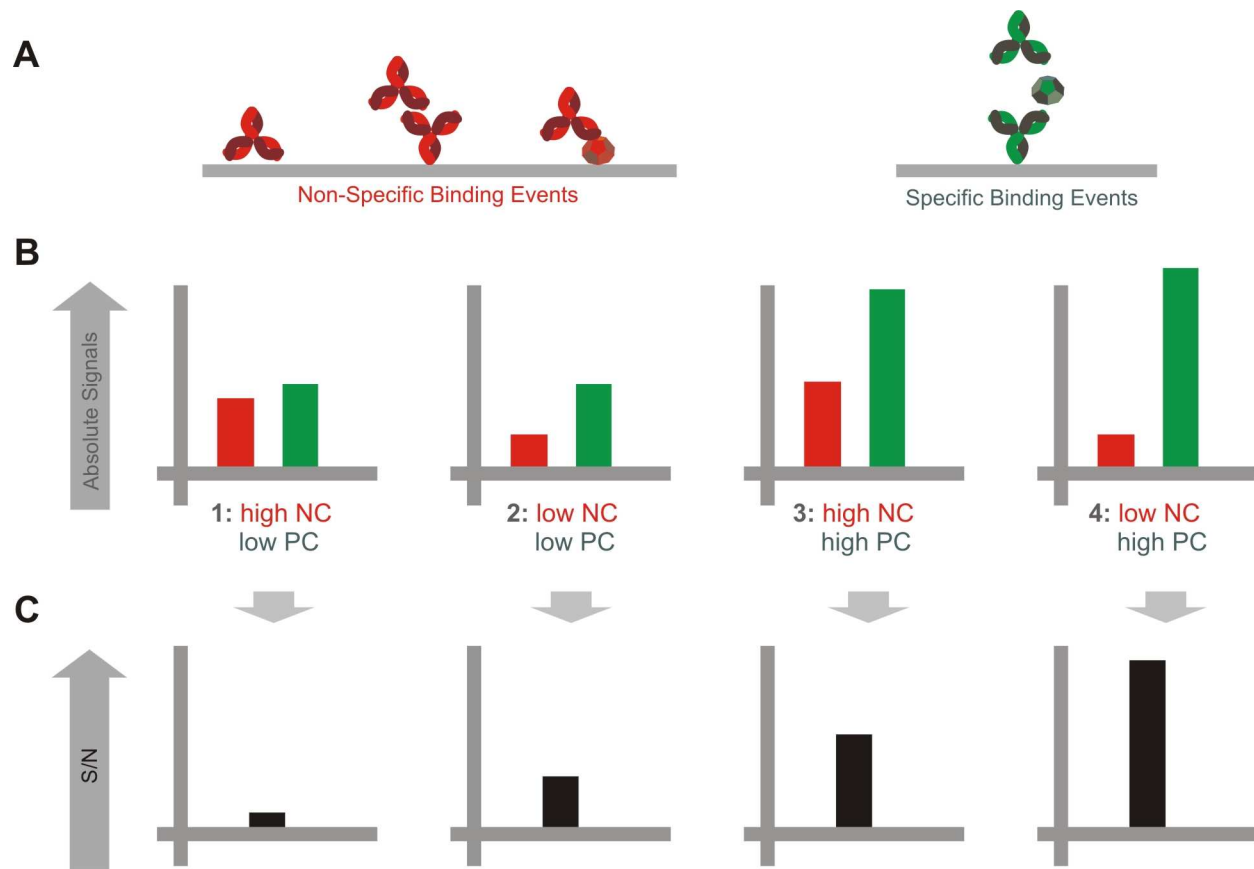 A
Non-Specific Binding Events
Specific Binding Events
B
Absolute Signals
1: high NC
low PC
2: low NC
low PC
3: high NC
high PC
4: low NC
high PC
C
S/N